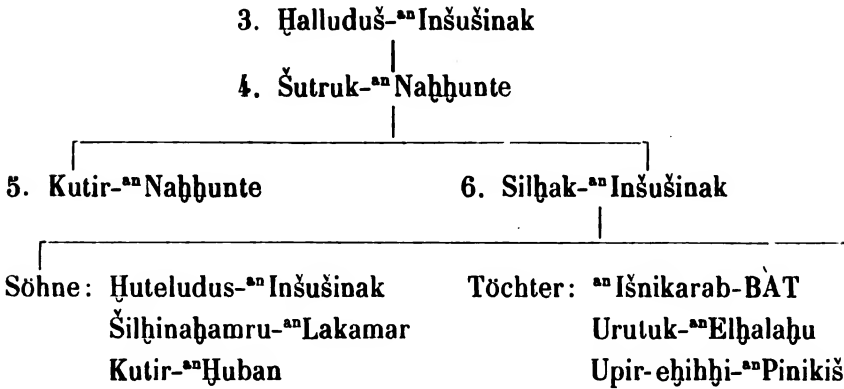 3. Ḫalluduš-ᵃⁿInšušinak
4. Šutruk-ᵃⁿNaḫḫunte
5. Kutir-ᵃⁿNaḫḫunte 6. Silḫak-ᵃⁿInšušinak
Söhne: Ḫuteludus-ᵃⁿInšušinak Töchter: ᵃⁿIšnikarab-BÀT
Šilḫinaḫamru-ᵃⁿLakamar Urutuk-ᵃⁿElḫalaḫu
Kutir-ᵃⁿḪuban Upir-eḫiḫḫi-ᵃⁿPinikiš